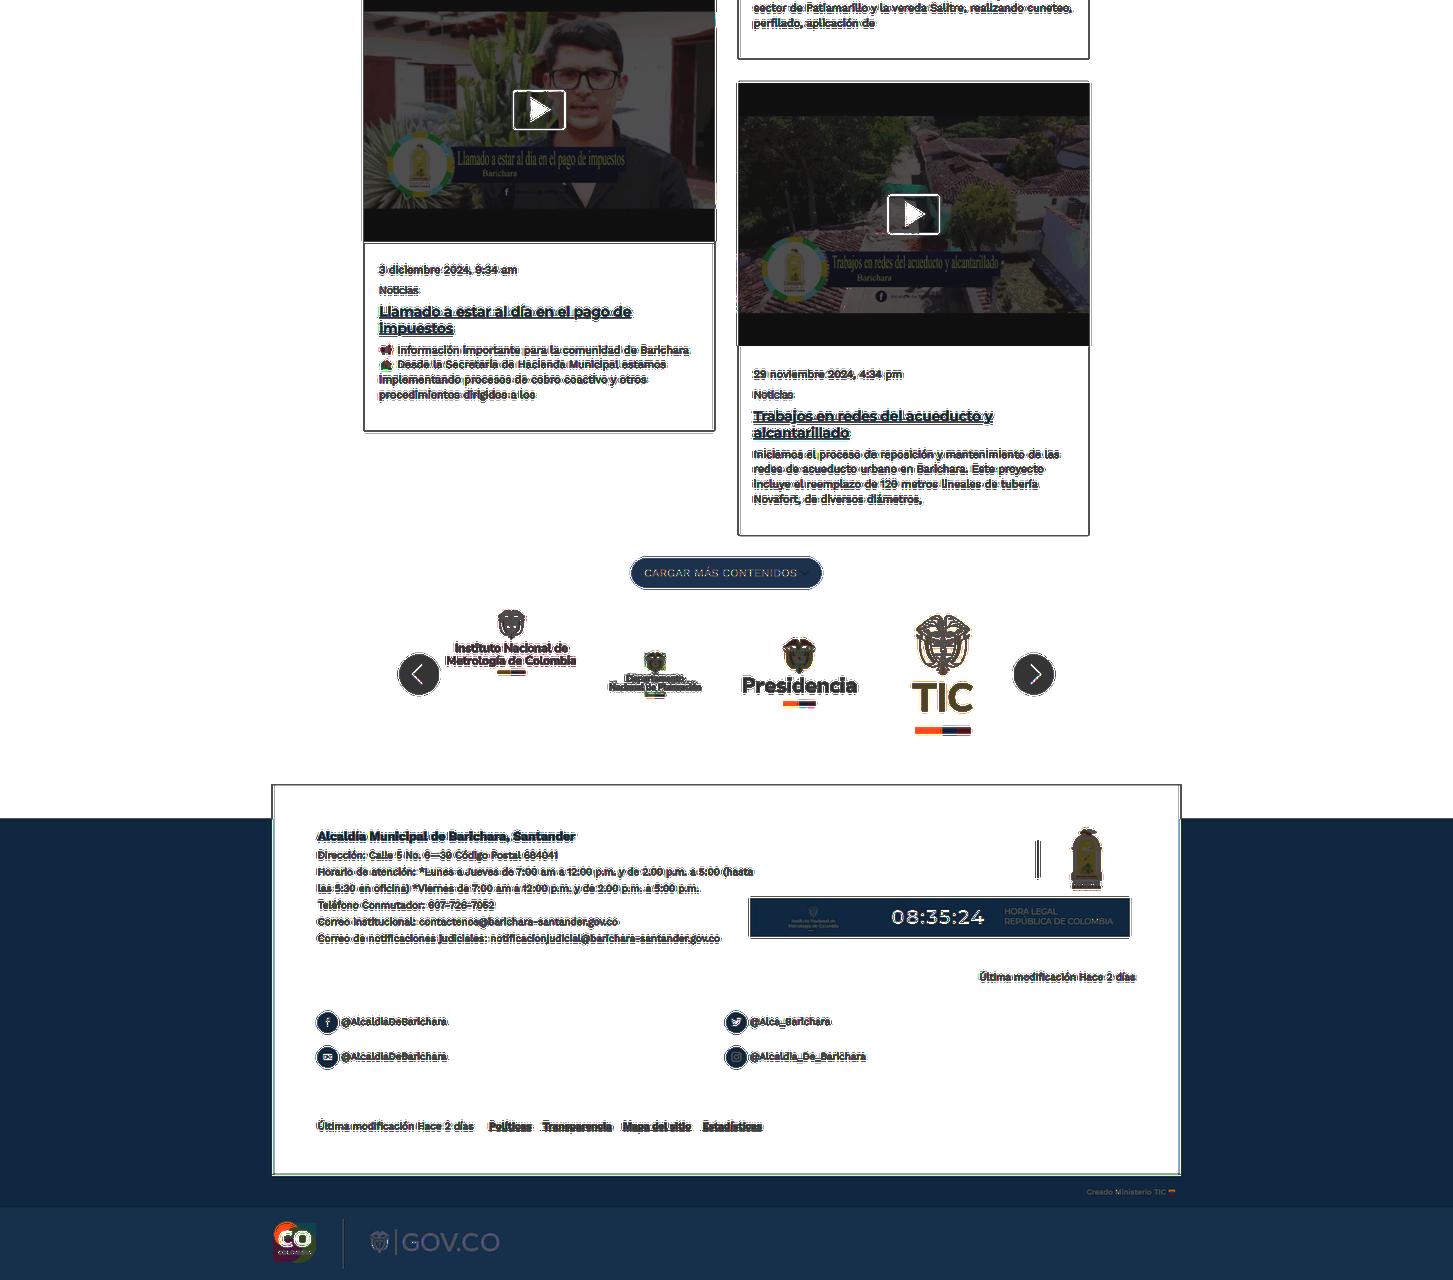 Llamado a estar al día en el pago de impuestos
Barichara
3 diciembre 2024, 9:34 am
Noticias
Llamado a estar al día en el pago de
impuestos
Información importante para la comunidad de Barichara
Desde la Secretaría de Hacienda Municipal estamos
implementando procesos de cobro coactivo y otros
procedimientos dirigidos a los
sector de Patiamarillo y la vereda Salitre, realizando cuneteo,
perfilado, aplicación de
Trabajos en redes del acueducto y alcantarillado
Barichara
29 noviembre 2024, 4:34 pm
Noticias
Trabajos en redes del acueducto y
alcantarillado
Iniciamos el proceso de reposición y mantenimiento de las
redes de acueducto urbano en Barichara. Este proyecto
incluye el reemplazo de 120 metros lineales de tubería
Novafort, de diversos diámetros,
CARGAR MÁS CONTENIDOS
Instituto Nacional de
Metrología de Colombia
Departamento
Nacional de Planeación
Presidencia
TIC
Alcaldía Municipal de Barichara, Santander
Dirección: Calle 5 No. 6—39 Código Postal 684041
Horario de atención: *Lunes a Jueves de 7:00 am a 12:00 p.m. y de 2.00 p.m. a 5:00 (hasta
las 5:30 en oficina) *Viernes de 7:00 am a 12:00 p.m. y de 2.00 p.m. a 5:00 p.m.
Teléfono Conmutador: 607-726-7052
Correo institucional: contactenos@barichara-santander.gov.co
Correo de notificaciones judiciales: notificacionjudicial@barichara-santander.gov.co
Instituto Nacional de
Metrología de Colombia
08:35:24
HORA LEGAL
REPÚBLICA DE COLOMBIA
Última modificación Hace 2 días
@AlcaldiaDeBarichara
@Alca_Barichara
@AlcaldiaDeBarichara
@Alcaldia_De_Barichara
Última modificación Hace 2 días Políticas Transparencia Mapa del sitio Estadísticas
Creado Ministerio TIC
CO
COLOMBIA
GOV.CO